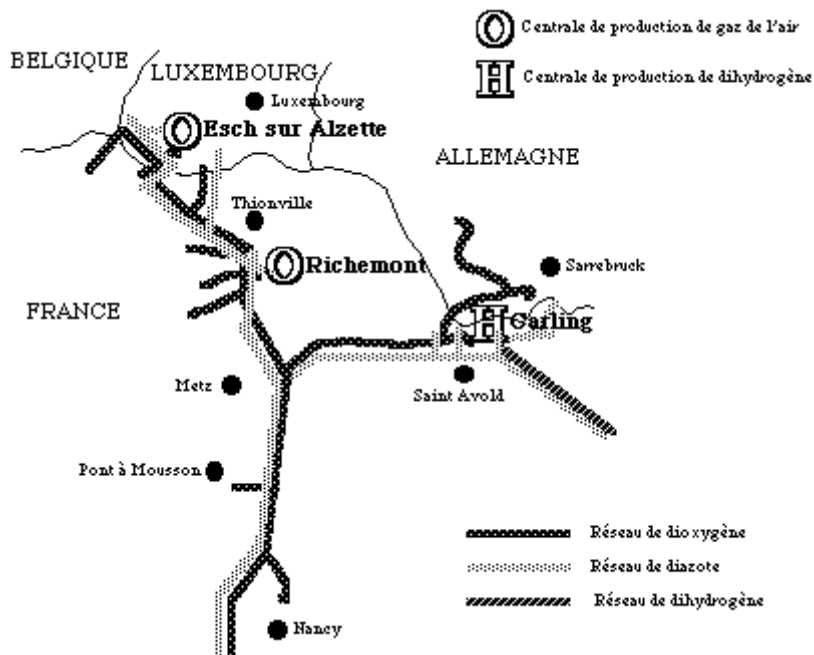 Centrale de production de gaz de l'air
Centrale de production de dihydrogène
BELGIQUE
LUXEMBOURG
Luxembourg
Esch sur Alzette
ALLEMAGNE
Thionville
Richemont
Sarrebruck
FRANCE
Carling
Metz
Saint Avold
Pont à Mousson
Réseau de dioxygène
Réseau de diazote
Réseau de dihydrogène
Nancy